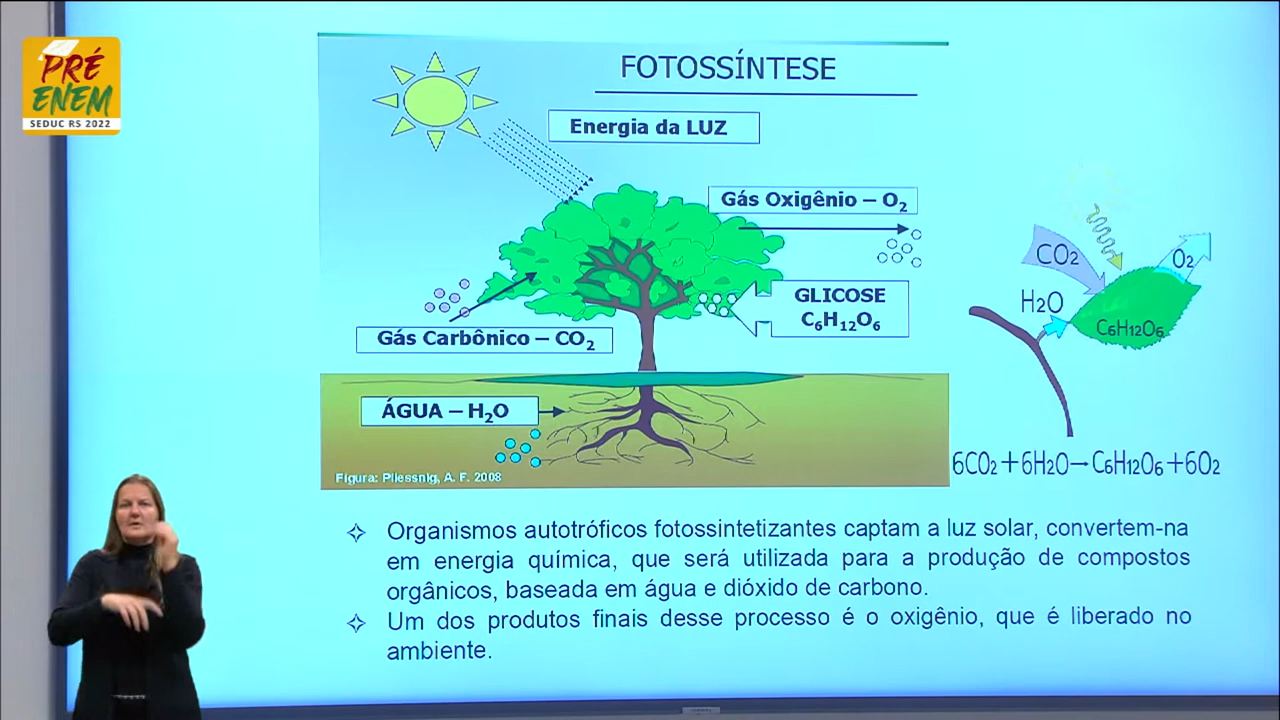 PRÉ
ENEM
SEDUC RS 2022
FOTOSSÍNTESE
Energia da LUZ
Gás Oxigênio – O₂
GLICOSE
C₆H₁₂O₆
Gás Carbônico – CO₂
ÁGUA – H₂O
Figura: Pliessnig, A. F. 2008
CO₂
O₂
H2O
C₆H₁₂O₆
6CO₂+6H₂O→C₆H₁₂O₆+6O₂
Organismos autotróficos fotossintetizantes captam a luz solar, convertem-na
em energia química, que será utilizada para a produção de compostos
orgânicos, baseada em água e dióxido de carbono.
Um dos produtos finais desse processo é o oxigênio, que é liberado no
ambiente.